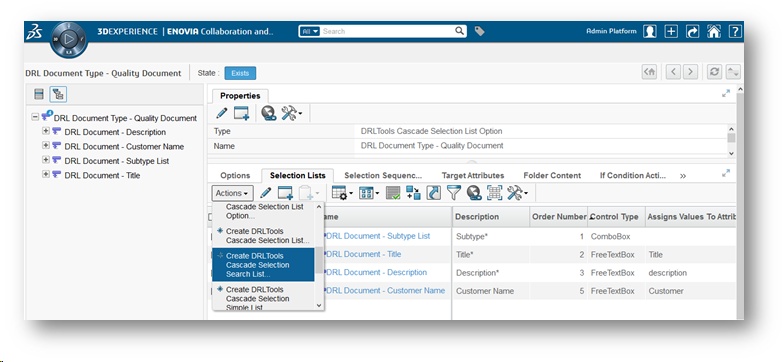 3DEXPERIENCE | ENOVIA Collaboration and.. All Search Admin Platform
DRL Document Type - Quality Document State : Exists
DRL Document Type - Quality Document
DRL Document - Description
DRL Document - Customer Name
DRL Document - Subtype List
DRL Document - Title
Properties
Type DRLTools Cascade Selection List Option
Name DRL Document Type - Quality Document
Options Selection Lists Selection Sequenc... Target Attributes Folder Content If Condition Acti... »
Actions
Cascade Selection List
Option...
Create DRLTools
Cascade Selection List...
Create DRLTools
Cascade Selection
Search List...
Create DRLTools
Cascade Selection
Simple List
ame Description Order Number Control Type Assigns Values To Attrib
DRL Document - Subtype List Subtype* 1 ComboBox
DRL Document - Title Title* 2 FreeTextBox Title
DRL Document - Description Description* 3 FreeTextBox description
DRL Document - Customer Name Customer Name 5 FreeTextBox Customer